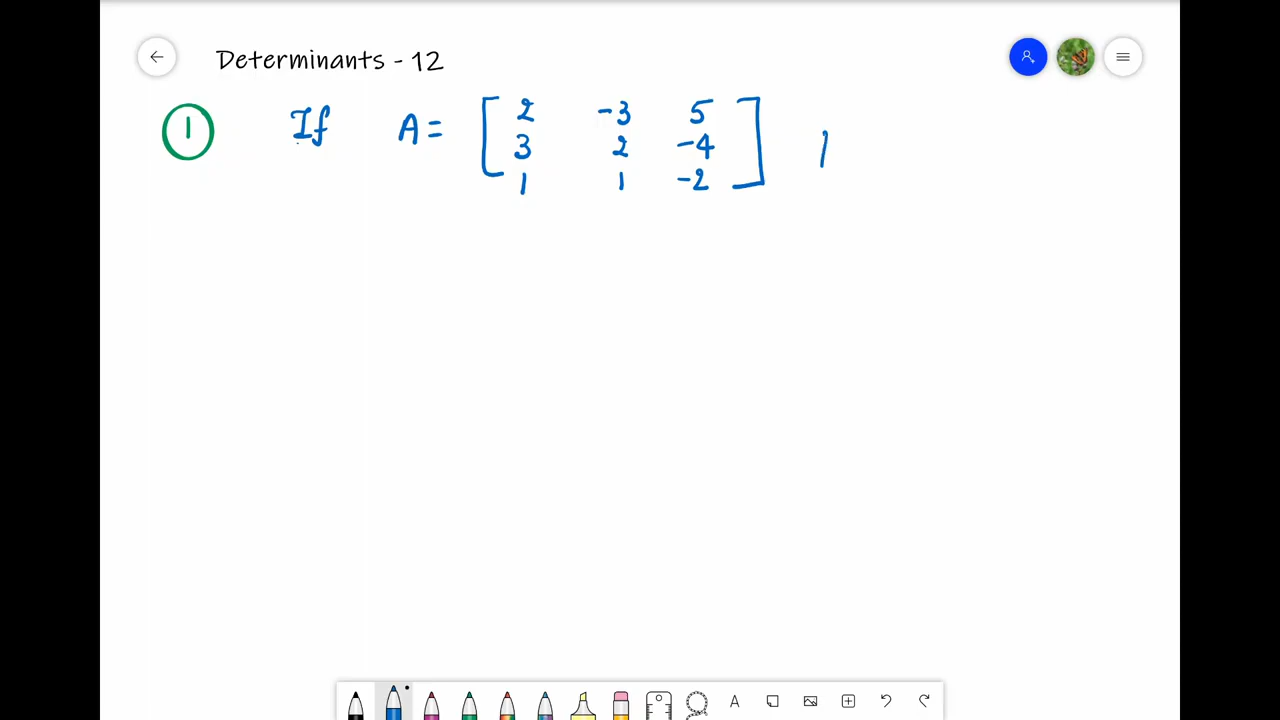 Determinants - 12
1 If A = [ 2 -3 5
3 2 -4
1 1 -2 ]